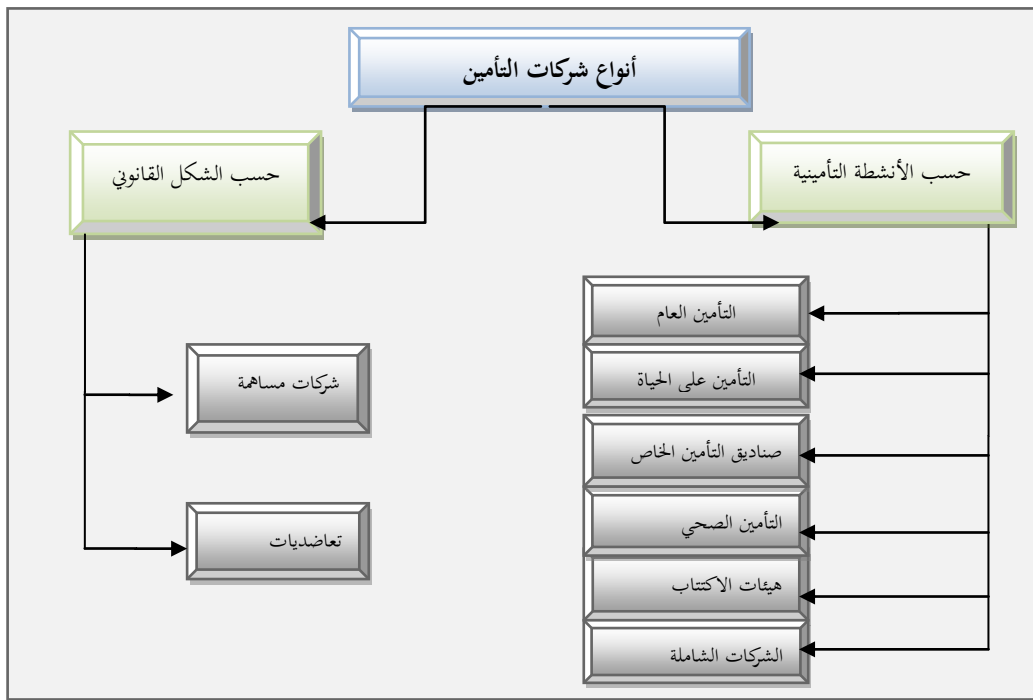 أنواع شركات التأمين
حسب الأنشطة التأمينية
حسب الشكل القانوني
التأمين العام
التأمين على الحياة
صناديق التأمين الخاص
التأمين الصحي
هيئات الاكتتاب
الشركات الشاملة
شركات مساهمة
تعاضديات